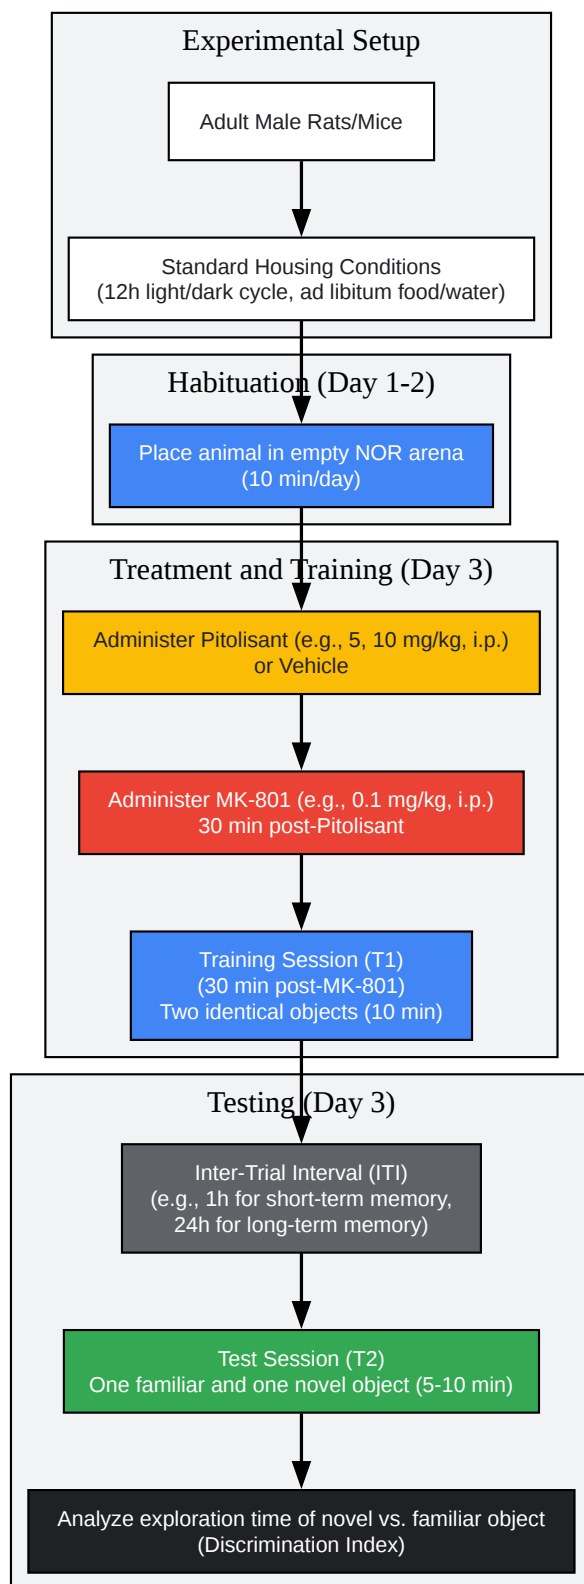 Experimental Setup
Adult Male Rats/Mice
Standard Housing Conditions
(12h light/dark cycle, ad libitum food/water)
Habituation (Day 1-2)
Place animal in empty NOR arena
(10 min/day)
Treatment and Training (Day 3)
Administer Pitolisant (e.g., 5, 10 mg/kg, i.p.)
or Vehicle
Administer MK-801 (e.g., 0.1 mg/kg, i.p.)
30 min post-Pitolisant
Training Session (T1)
(30 min post-MK-801)
Two identical objects (10 min)
Testing (Day 3)
Inter-Trial Interval (ITI)
(e.g., 1h for short-term memory,
24h for long-term memory)
Test Session (T2)
One familiar and one novel object (5-10 min)
Analyze exploration time of novel vs. familiar object
(Discrimination Index)